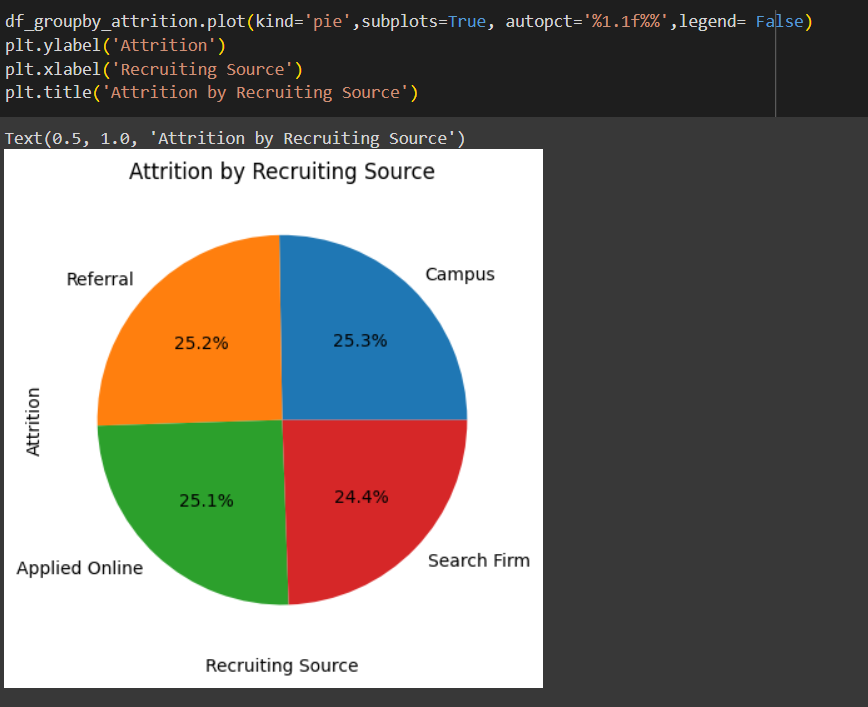 df_groupby_attrition.plot(kind='pie',subplots=True, autopct='%1.1f%%',legend= False)
plt.ylabel('Attrition')
plt.xlabel('Recruiting Source')
plt.title('Attrition by Recruiting Source')
Text(0.5, 1.0, 'Attrition by Recruiting Source')
Attrition by Recruiting Source
Referral
Campus
25.2%
25.3%
Attrition
25.1%
24.4%
Applied Online
Search Firm
Recruiting Source